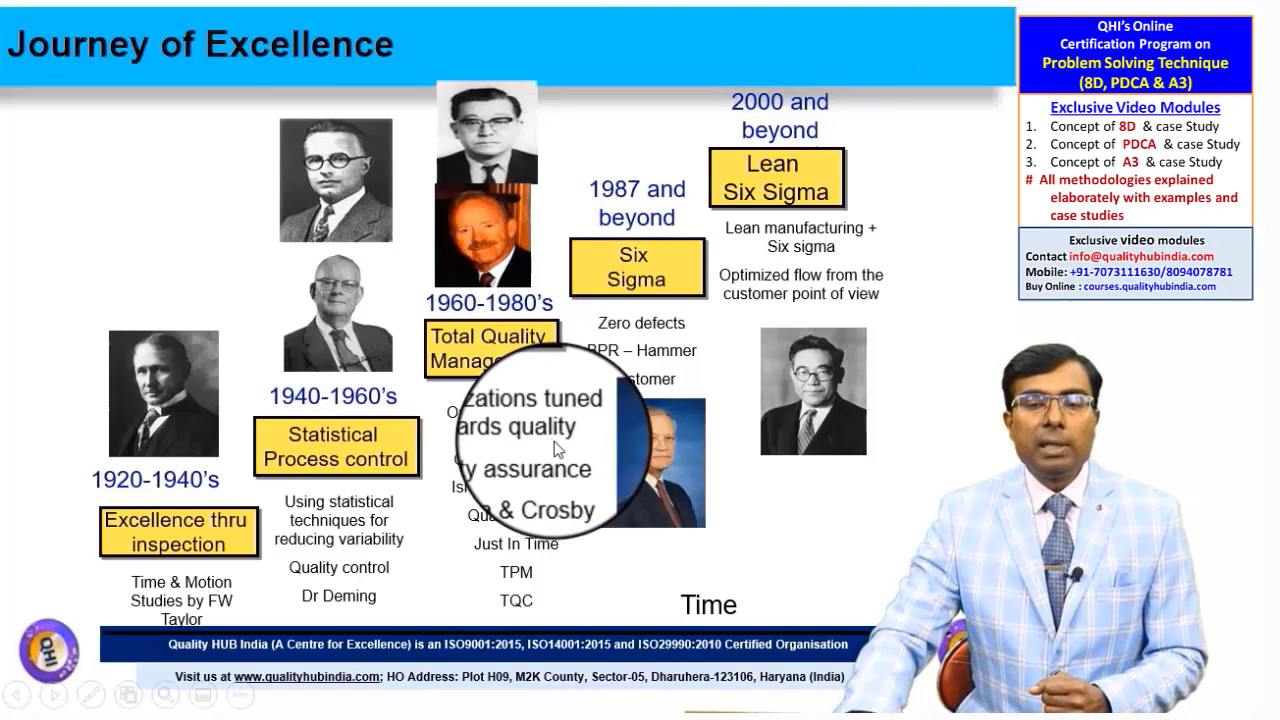 Journey of Excellence
1920-1940's
Excellence thru
inspection
Time & Motion
Studies by FW
Taylor
1940-1960's
Statistical
Process control
Using statistical
techniques for
reducing variability
Quality control
Dr Deming
1960-1980's
Total Quality
Manag
zations tuned
ards quality
ty assurance
& Crosby
Just In Time
TPM
TQC
1987 and
beyond
Six
Sigma
Zero defects
BPR – Hammer
stomer
2000 and
beyond
Lean
Six Sigma
Lean manufacturing +
Six sigma
Optimized flow from the
customer point of view
Time
QHI's Online
Certification Program on
Problem Solving Technique
(8D, PDCA & A3)
Exclusive Video Modules
1. Concept of 8D & case Study
2. Concept of PDCA & case Study
3. Concept of A3 & case Study
# All methodologies explained
elaborately with examples and
case studies
Exclusive video modules
Contact info@qualityhubindia.com
Mobile: +91-7073111630/8094078781
Buy Online : courses.qualityhubindia.com
QHI
Quality HUB India (A Centre for Excellence) is an ISO9001:2015, ISO14001:2015 and ISO29990:2010 Certified Organisation
Visit us at www.qualityhubindia.com; HO Address: Plot H09, M2K County, Sector-05, Dharuhera-123106, Haryana (India)